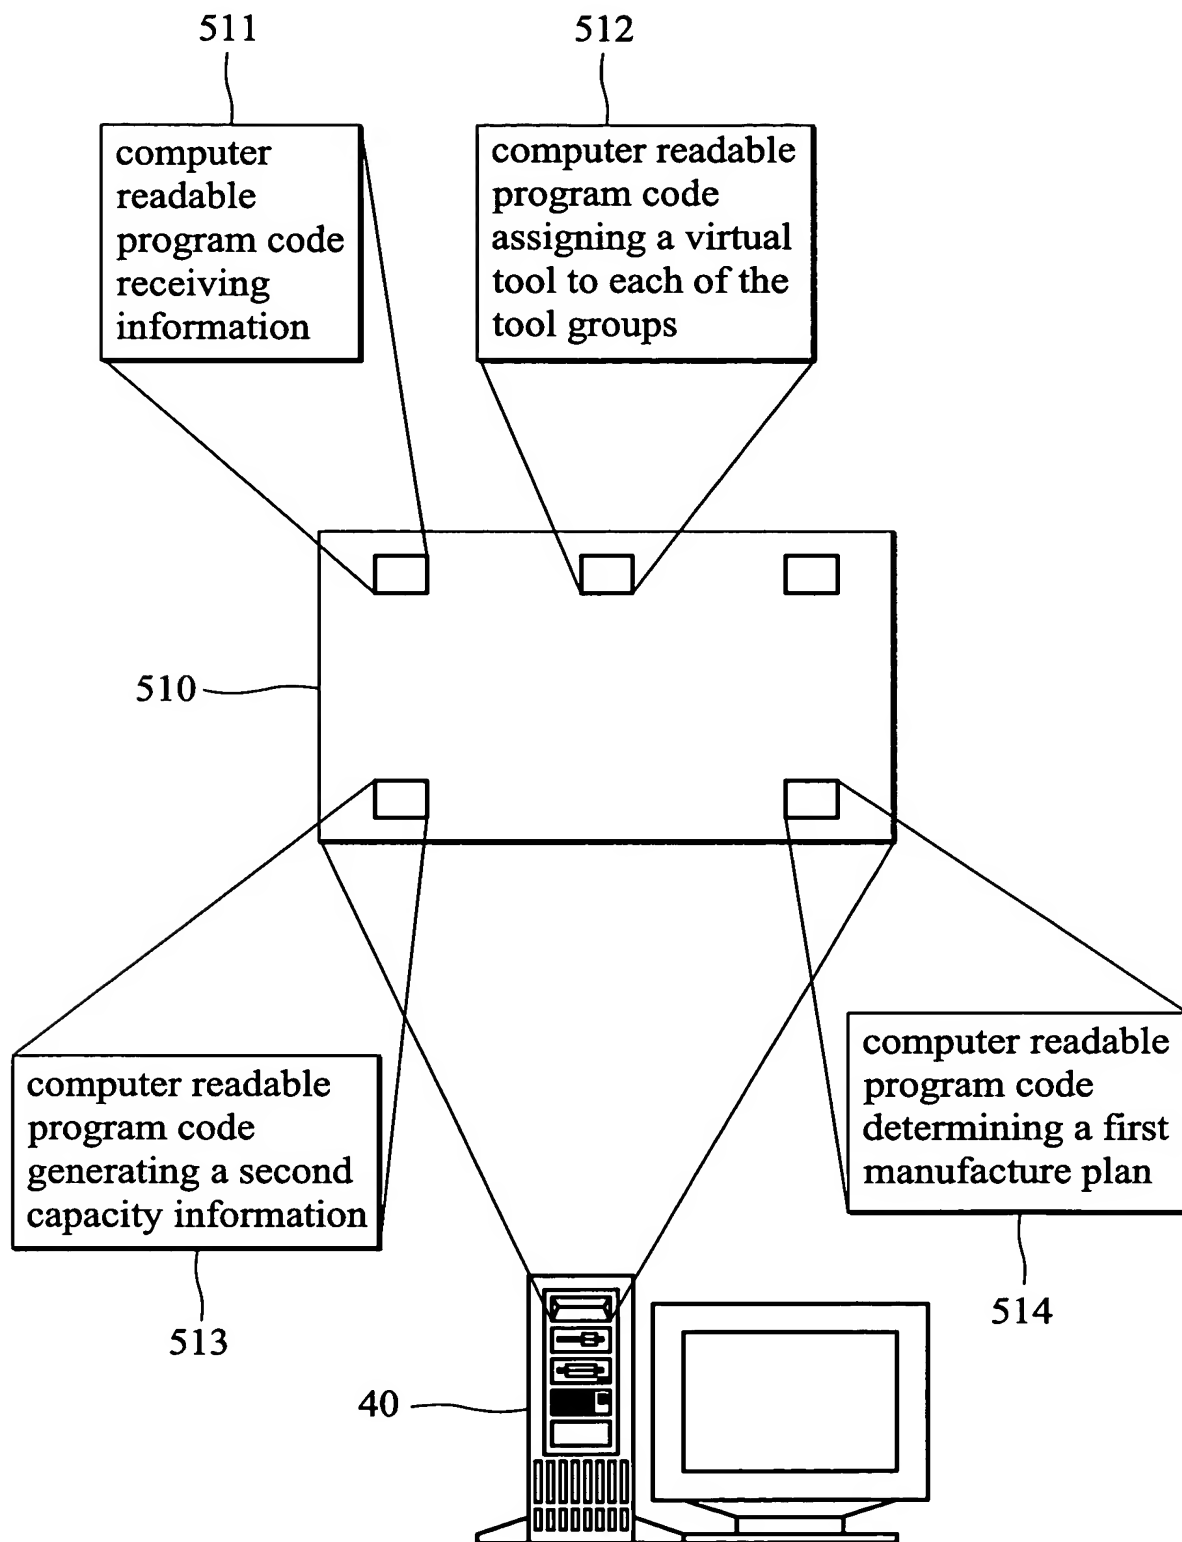 511
512
computer
readable
program code
receiving
information
computer readable
program code
assigning a virtual
tool to each of the
tool groups
510
computer readable
program code
generating a second
capacity information
computer readable
program code
determining a first
manufacture plan
513
514
40